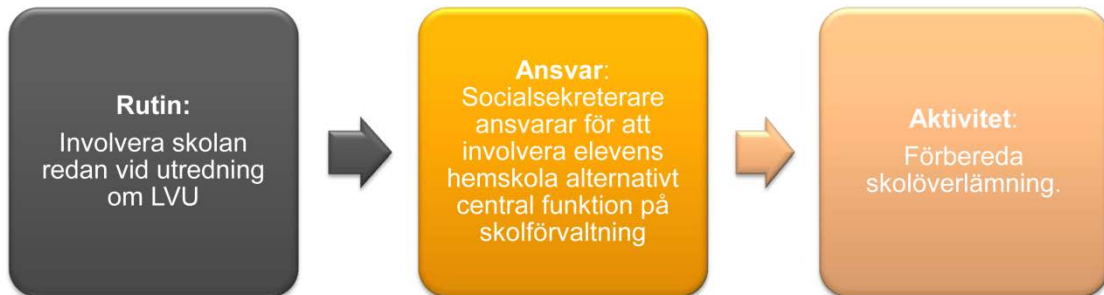 Rutin:
Involvera skolan
redan vid utredning
om LVU
Ansvar:
Socialsekreterare
ansvarar för att
involvera elevens
hemskola alternativt
central funktion på
skolförvaltning
Aktivitet:
Förbereda
skolöverlämning.